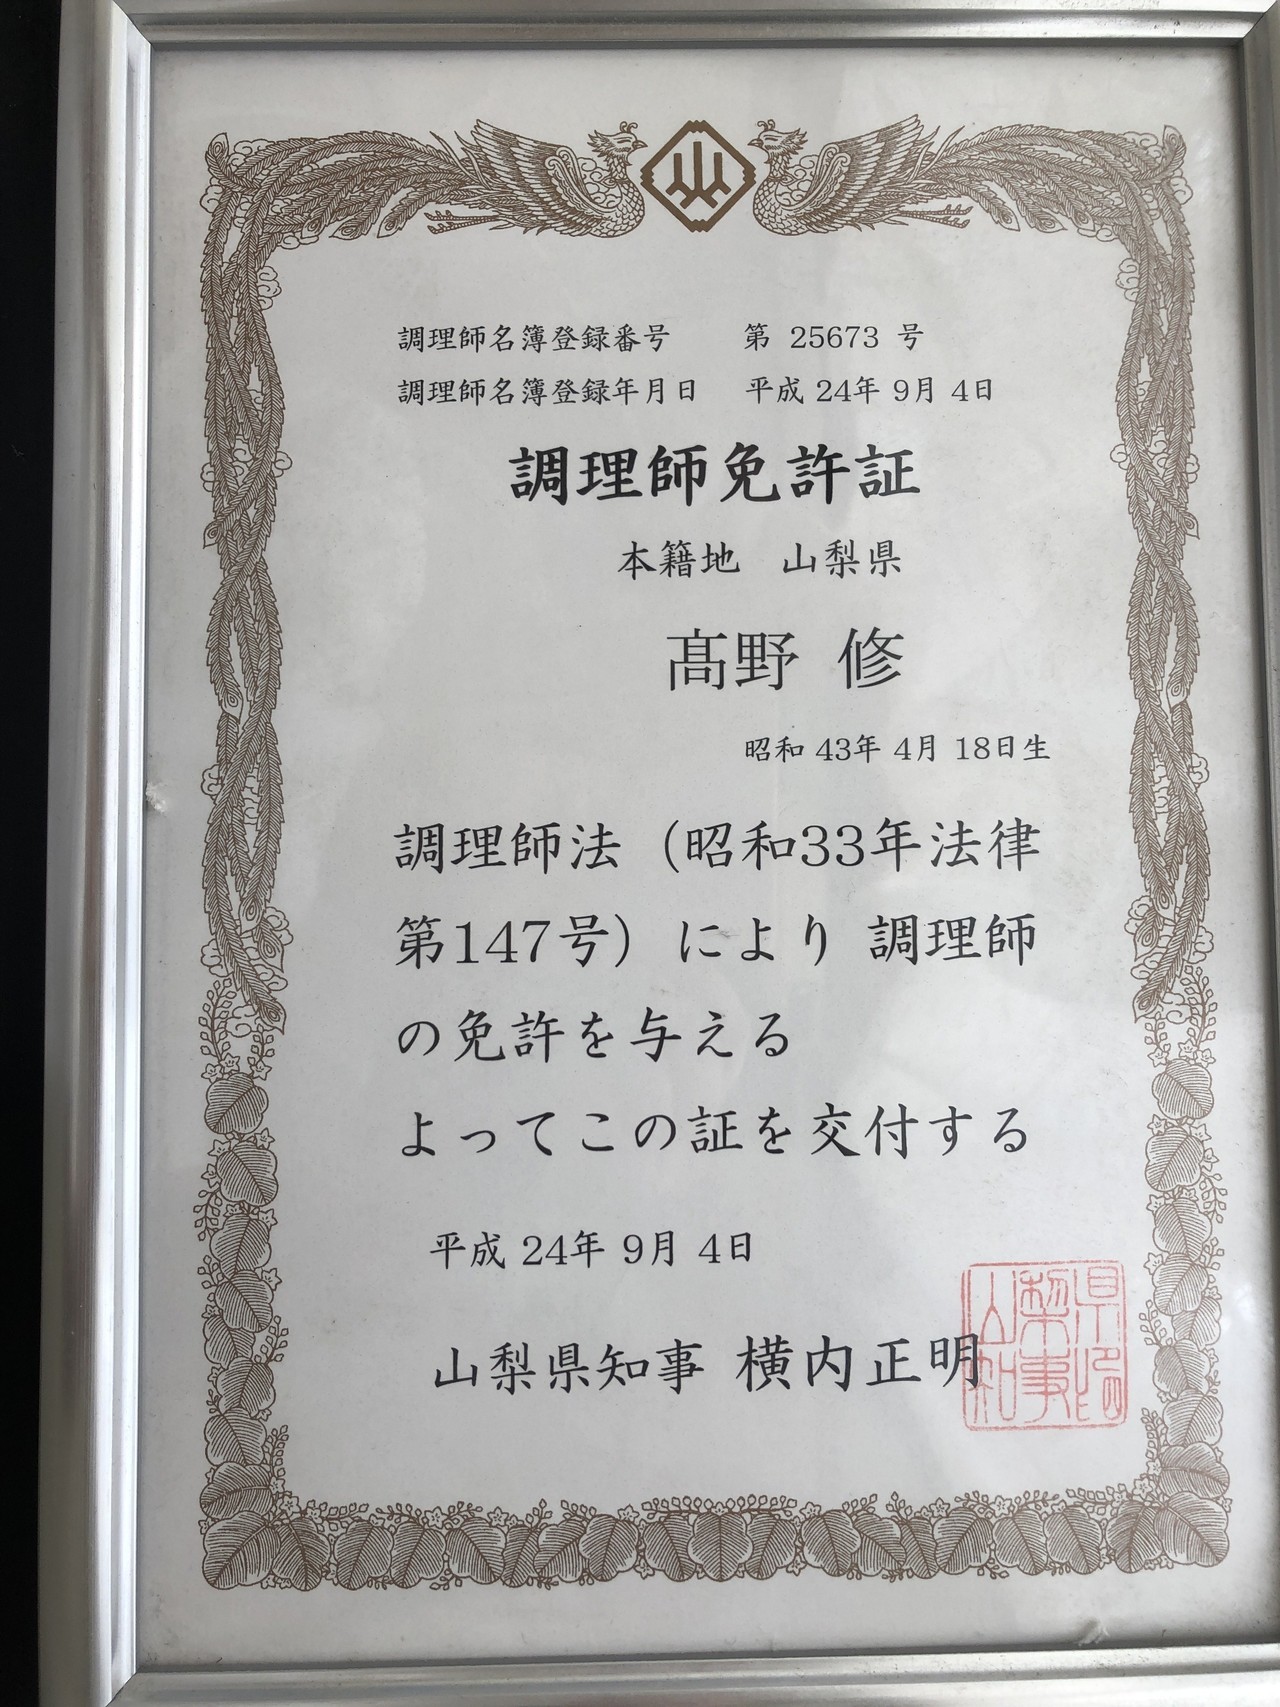 調理師名簿登録番号 第 25673 号
調理師名簿登録年月日 平成 24年 9月 4日
調理師免許証
本籍地 山梨県
髙野 修
昭和 43年 4月 18日生
調理師法（昭和33年法律
第147号）により 調理師
の免許を与える
よってこの証を交付する
平成 24年 9月 4日
山梨県知事 横内正明
山梨県
知事印